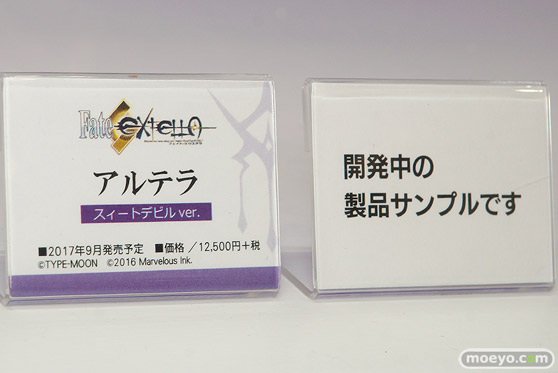 Fate EXTELLA
アルテラ
スィートデビル ver.
■2017年9月発売予定 ■価格／12,500円+税
©TYPE-MOON ©2016 Marvelous Ink.
開発中の
製品サンプルです
moeyo.com